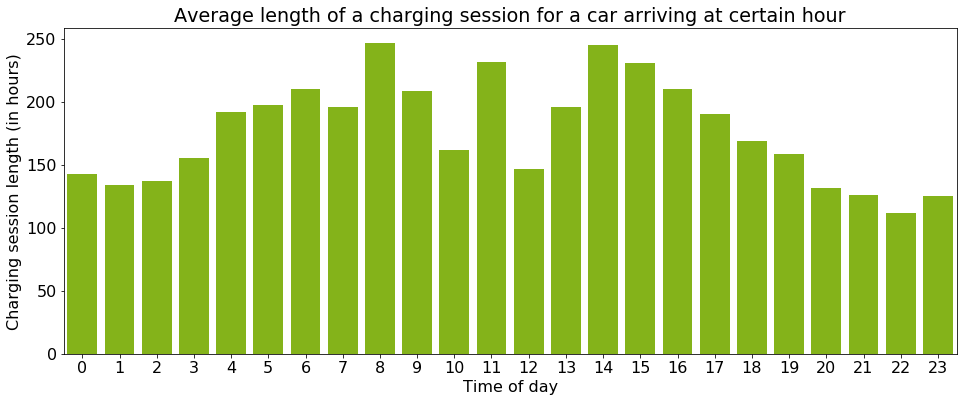 Average length of a charging session for a car arriving at certain hour
Charging session length (in hours)
250
200
150
100
50
0
0 1 2 3 4 5 6 7 8 9 10 11 12 13 14 15 16 17 18 19 20 21 22 23
Time of day